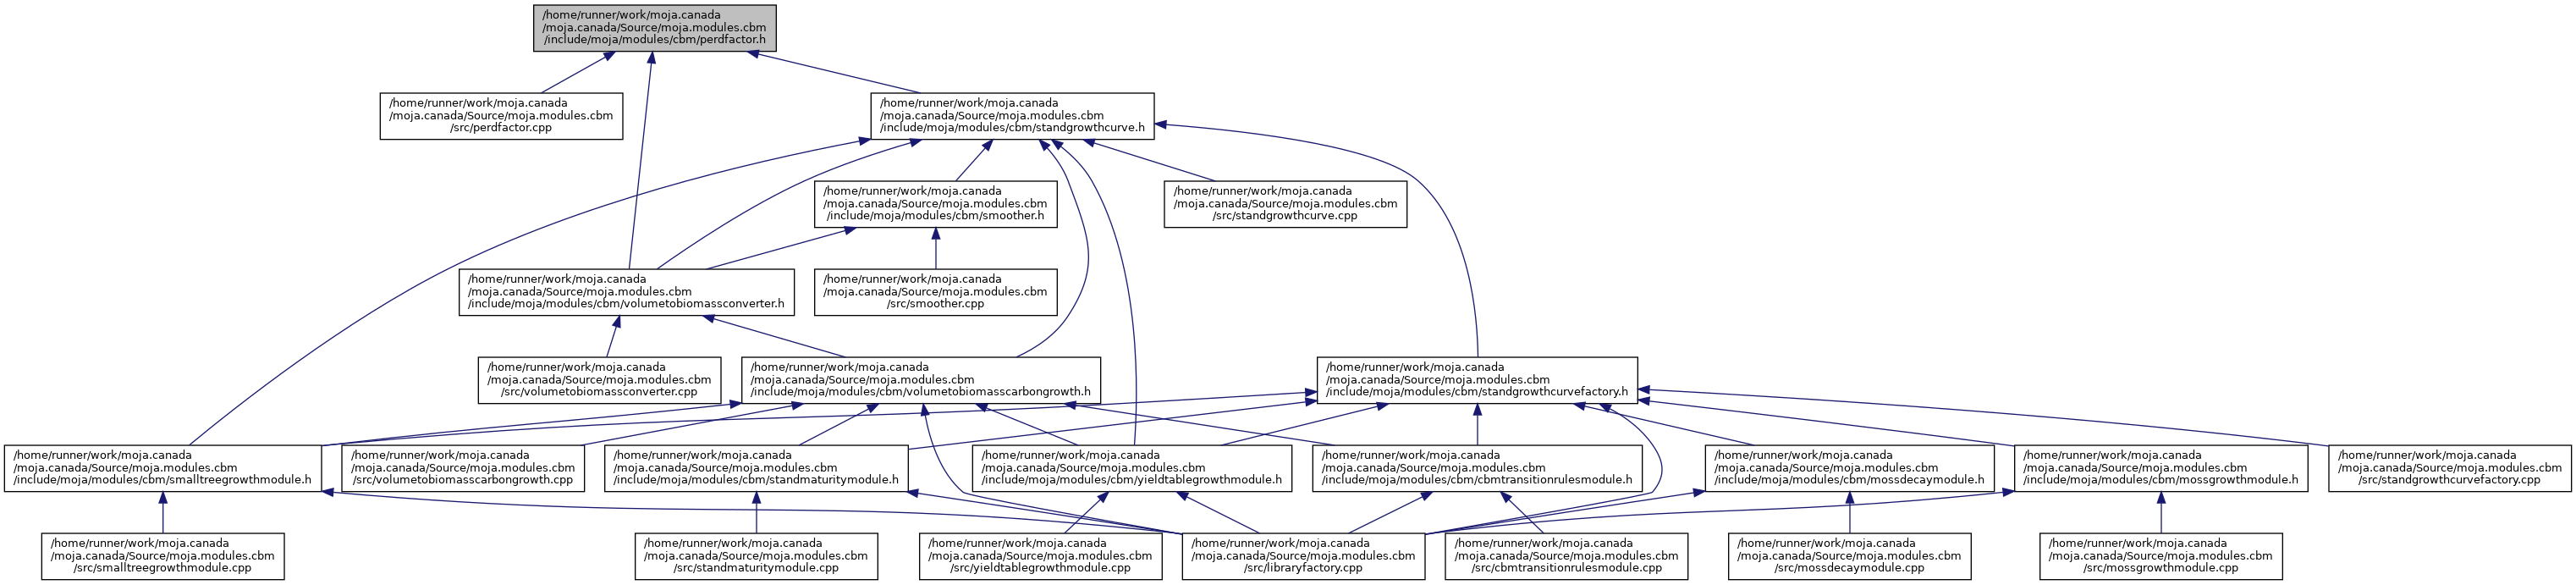 /home/runner/work/moja.canada
/moja.canada/Source/moja.modules.cbm
/include/moja/modules/cbm/perdfactor.h
/home/runner/work/moja.canada
/moja.canada/Source/moja.modules.cbm
/src/perdfactor.cpp
/home/runner/work/moja.canada
/moja.canada/Source/moja.modules.cbm
/include/moja/modules/cbm/standgrowthcurve.h
/home/runner/work/moja.canada
/moja.canada/Source/moja.modules.cbm
/include/moja/modules/cbm/smoother.h
/home/runner/work/moja.canada
/moja.canada/Source/moja.modules.cbm
/src/standgrowthcurve.cpp
/home/runner/work/moja.canada
/moja.canada/Source/moja.modules.cbm
/include/moja/modules/cbm/volumetobiomassconverter.h
/home/runner/work/moja.canada
/moja.canada/Source/moja.modules.cbm
/src/smoother.cpp
/home/runner/work/moja.canada
/moja.canada/Source/moja.modules.cbm
/src/volumetobiomassconverter.cpp
/home/runner/work/moja.canada
/moja.canada/Source/moja.modules.cbm
/include/moja/modules/cbm/volumetobiomasscarbongrowth.h
/home/runner/work/moja.canada
/moja.canada/Source/moja.modules.cbm
/include/moja/modules/cbm/standgrowthcurvefactory.h
/home/runner/work/moja.canada
/moja.canada/Source/moja.modules.cbm
/include/moja/modules/cbm/smalltreegrowthmodule.h
/home/runner/work/moja.canada
/moja.canada/Source/moja.modules.cbm
/src/volumetobiomasscarbongrowth.cpp
/home/runner/work/moja.canada
/moja.canada/Source/moja.modules.cbm
/include/moja/modules/cbm/standmaturitymodule.h
/home/runner/work/moja.canada
/moja.canada/Source/moja.modules.cbm
/include/moja/modules/cbm/yieldtablegrowthmodule.h
/home/runner/work/moja.canada
/moja.canada/Source/moja.modules.cbm
/include/moja/modules/cbm/cbmtransitionrulesmodule.h
/home/runner/work/moja.canada
/moja.canada/Source/moja.modules.cbm
/include/moja/modules/cbm/mossdecaymodule.h
/home/runner/work/moja.canada
/moja.canada/Source/moja.modules.cbm
/include/moja/modules/cbm/mossgrowthmodule.h
/home/runner/work/moja.canada
/moja.canada/Source/moja.modules.cbm
/src/standgrowthcurvefactory.cpp
/home/runner/work/moja.canada
/moja.canada/Source/moja.modules.cbm
/src/smalltreegrowthmodule.cpp
/home/runner/work/moja.canada
/moja.canada/Source/moja.modules.cbm
/src/standmaturitymodule.cpp
/home/runner/work/moja.canada
/moja.canada/Source/moja.modules.cbm
/src/yieldtablegrowthmodule.cpp
/home/runner/work/moja.canada
/moja.canada/Source/moja.modules.cbm
/src/libraryfactory.cpp
/home/runner/work/moja.canada
/moja.canada/Source/moja.modules.cbm
/src/cbmtransitionrulesmodule.cpp
/home/runner/work/moja.canada
/moja.canada/Source/moja.modules.cbm
/src/mossdecaymodule.cpp
/home/runner/work/moja.canada
/moja.canada/Source/moja.modules.cbm
/src/mossgrowthmodule.cpp